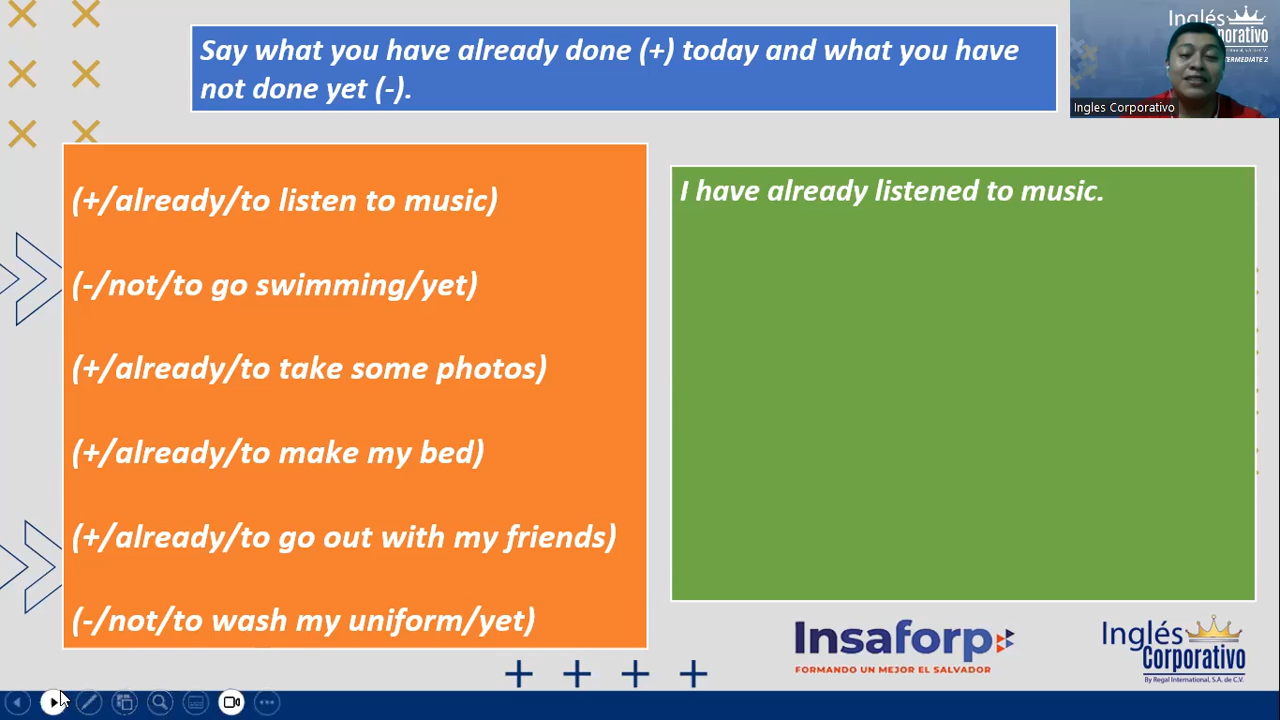 Say what you have already done (+) today and what you have
not done yet (-).
Inglés
Corporativo
INTERMEDIATE 2
Ingles Corporativo
(+/already/to listen to music)
(-/not/to go swimming/yet)
(+/already/to take some photos)
(+/already/to make my bed)
(+/already/to go out with my friends)
(-/not/to wash my uniform/yet)
I have already listened to music.
Insaforp
FORMANDO UN MEJOR EL SALVADOR
Inglés
Corporativo
By Regal International, S.A. de C.V.